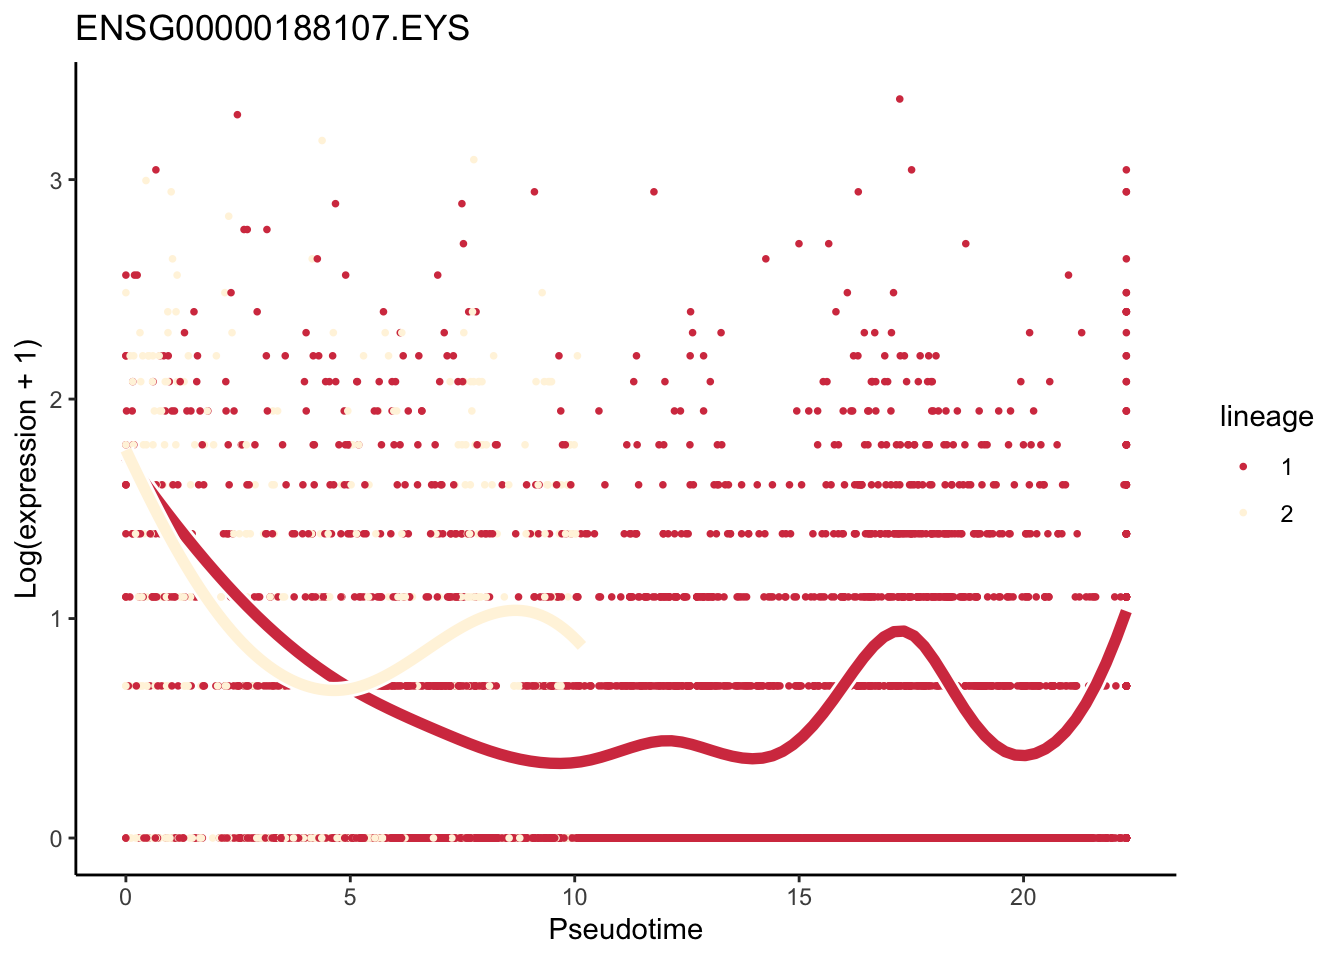 ENSG00000188107.EYS
Log(expression + 1)
3
2
1
0
0 5 10 15 20
Pseudotime
lineage
1
2